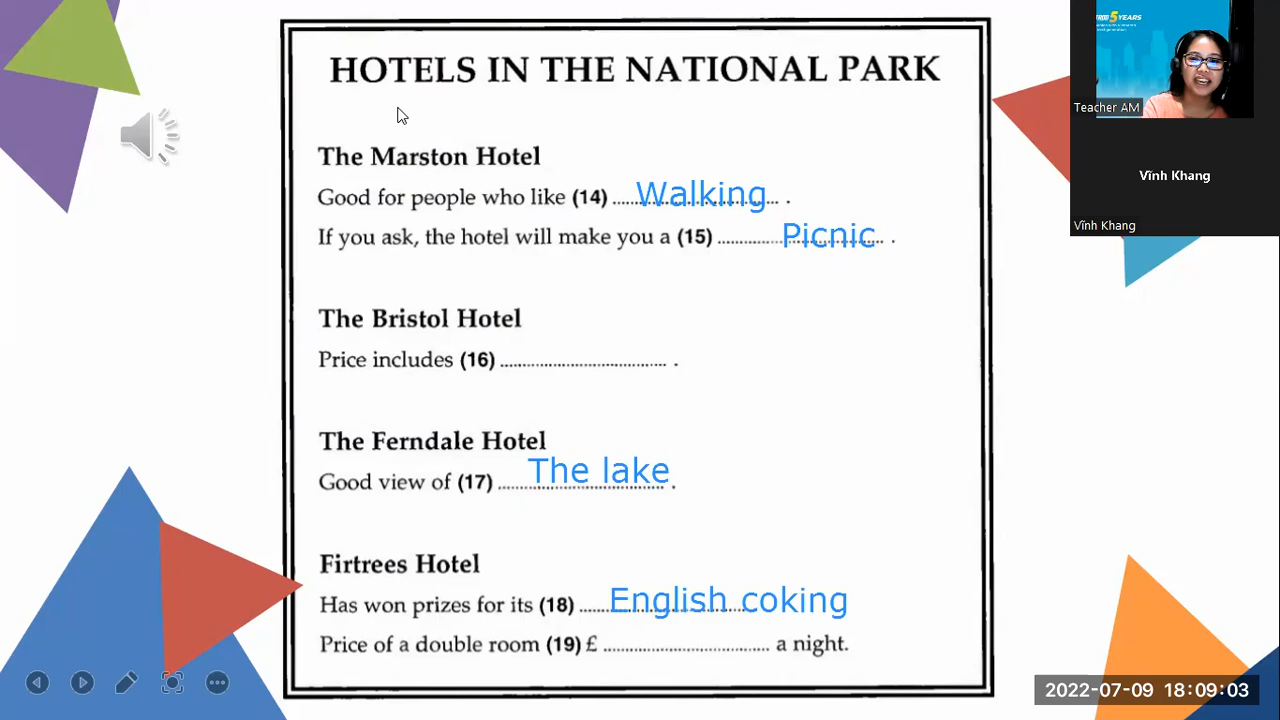 HOTELS IN THE NATIONAL PARK
The Marston Hotel
Good for people who like (14) .................... Walking .
If you ask, the hotel will make you a (15) .................... Picnic .
The Bristol Hotel
Price includes (16) .................... .
The Ferndale Hotel
Good view of (17) .................... The lake .
Firtrees Hotel
Has won prizes for its (18) .................... English coking
Price of a double room (19) £ .................... a night.
5 YEARS
Teacher AM
Vĩnh Khang
Vĩnh Khang
2022-07-09 18:09:03